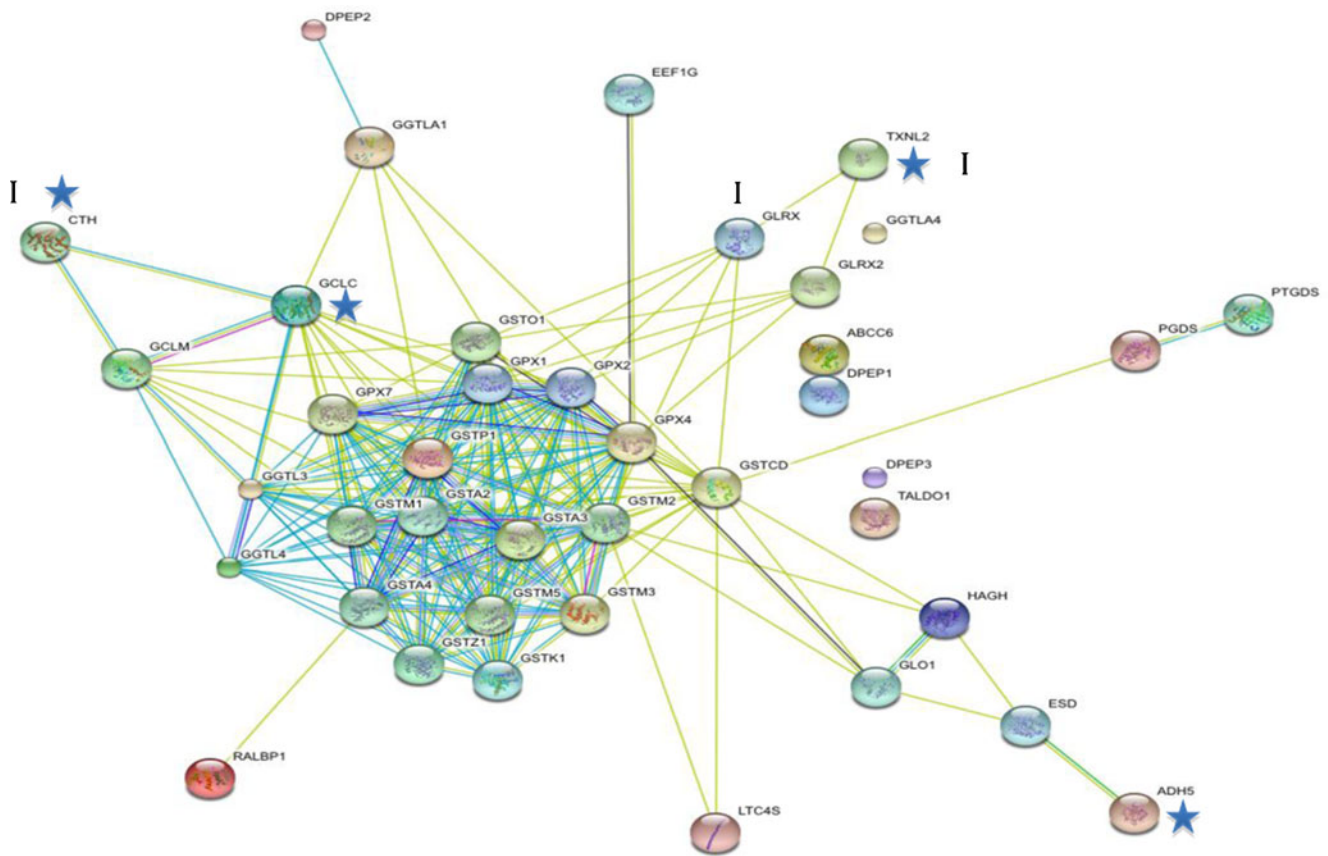 DPEP2
EEF1G
GGTLA1
TXNL2
I
I
I
CTH
GLRX
GGTLA4
GLRX2
GCLC
PTGDS
GSTO1
ABCC6
PGDS
GCLM
GPX1
GPX2
DPEP1
GPX7
GPX4
GSTP1
GSTCD
DPEP3
GGTL3
GSTA2
GSTM1
GSTM2
TALDO1
GSTA3
GGTL4
GSTA4
GSTM5
GSTM3
HAGH
GSTZ1
GSTK1
GLO1
ESD
RALBP1
ADH5
LTC4S